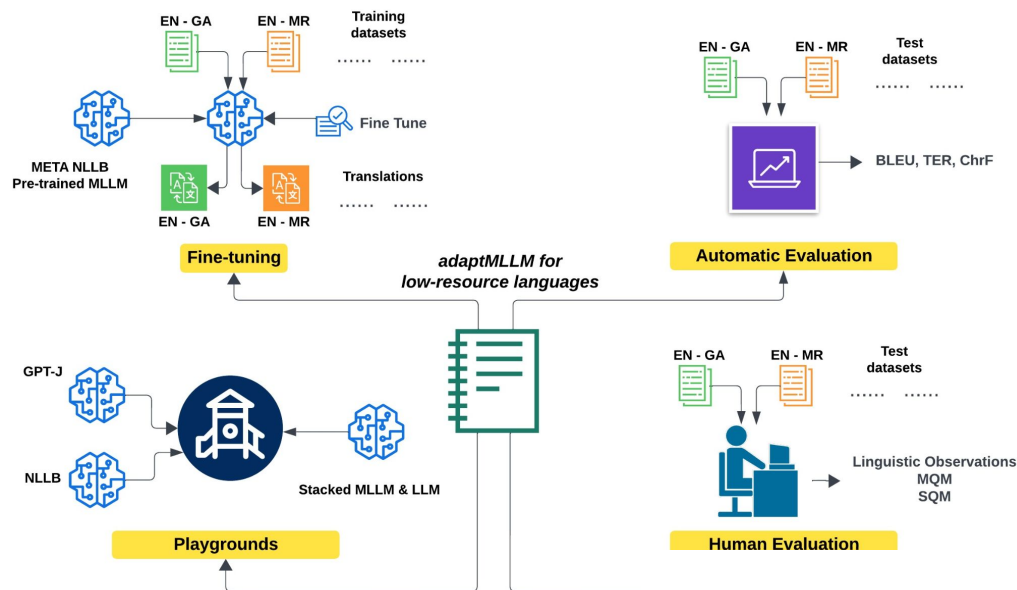 EN - GA
EN - MR
Training
datasets
...... ......
META NLLB
Pre-trained MLLM
Fine Tune
Translations
...... ......
EN - GA
EN - MR
Fine-tuning
EN - GA
EN - MR
Test
datasets
...... ......
BLEU, TER, ChrF
Automatic Evaluation
adaptMLLM for
low-resource languages
GPT-J
NLLB
Stacked MLLM & LLM
Playgrounds
EN - GA
EN - MR
Test
datasets
...... ......
Linguistic Observations
MQM
SQM
Human Evaluation